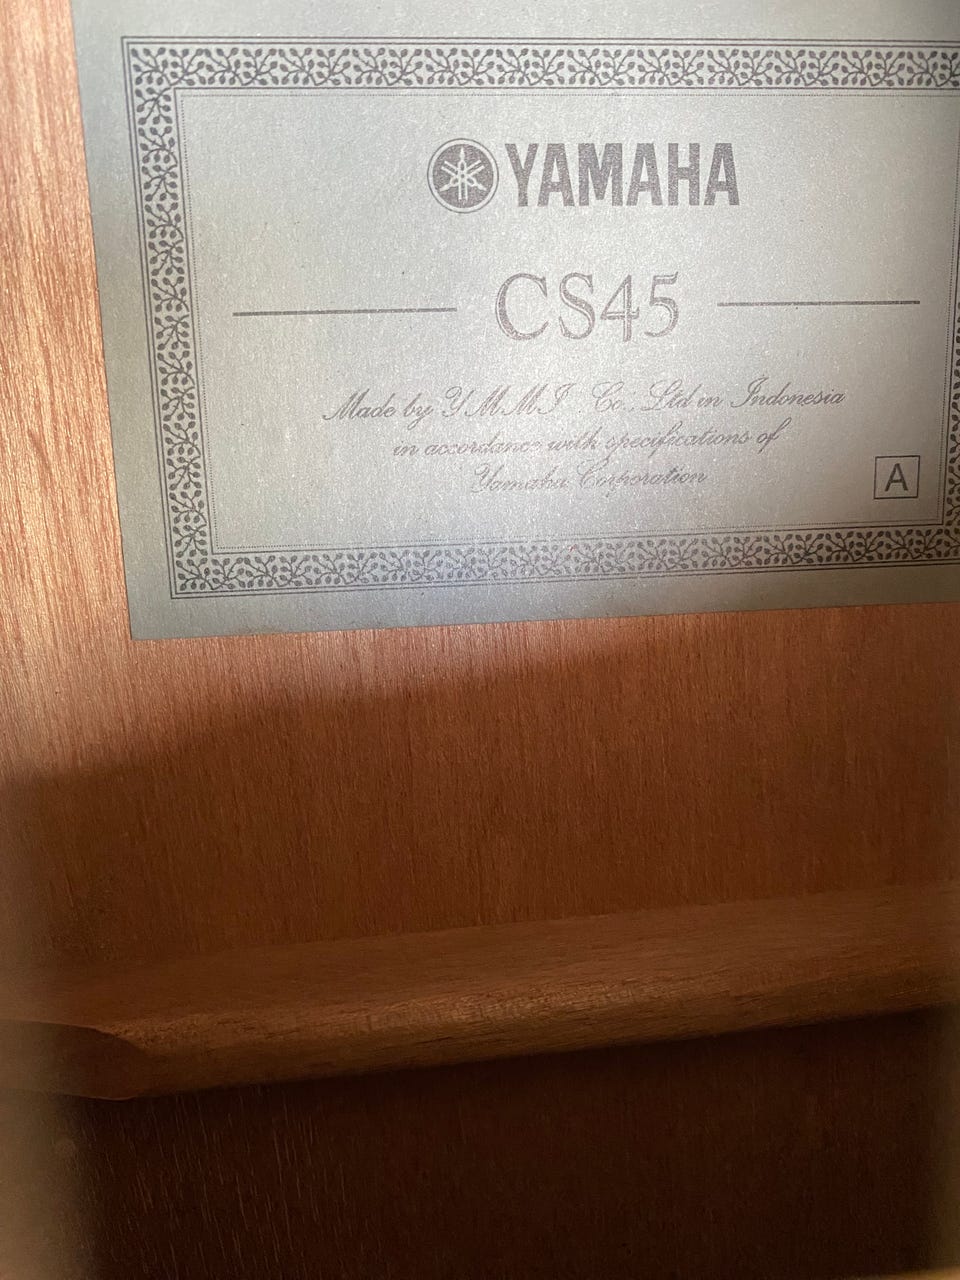 YAMAHA
CS45
Made by YMMI Co., Ltd in Indonesia
in accordance with specifications of
Yamaha Corporation
A